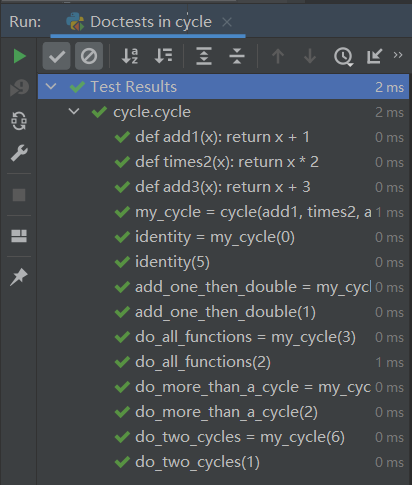 Run: Doctests in cycle ×
Test Results 2 ms
cycle.cycle 2 ms
def add1(x): return x + 1 0 ms
def times2(x): return x * 2 0 ms
def add3(x): return x + 3 0 ms
my_cycle = cycle(add1, times2, a 1 ms
identity = my_cycle(0) 0 ms
identity(5) 0 ms
add_one_then_double = my_cyc 0 ms
add_one_then_double(1) 0 ms
do_all_functions = my_cycle(3) 0 ms
do_all_functions(2) 1 ms
do_more_than_a_cycle = my_cyc 0 ms
do_more_than_a_cycle(2) 0 ms
do_two_cycles = my_cycle(6) 0 ms
do_two_cycles(1) 0 ms